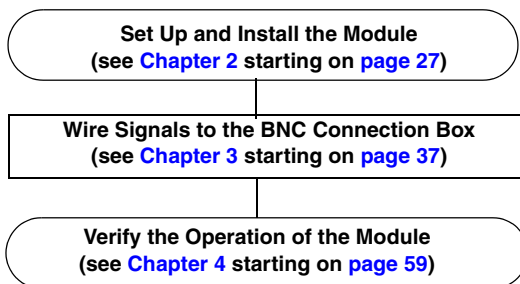 Set Up and Install the Module
(see Chapter 2 starting on page 27)
Wire Signals to the BNC Connection Box
(see Chapter 3 starting on page 37)
Verify the Operation of the Module
(see Chapter 4 starting on page 59)